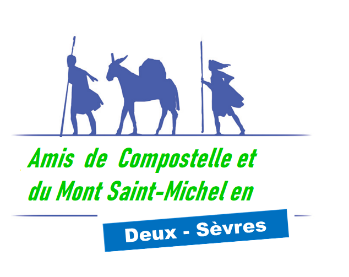 Amis de Compostelle et
du Mont Saint-Michel en
Deux - Sèvres